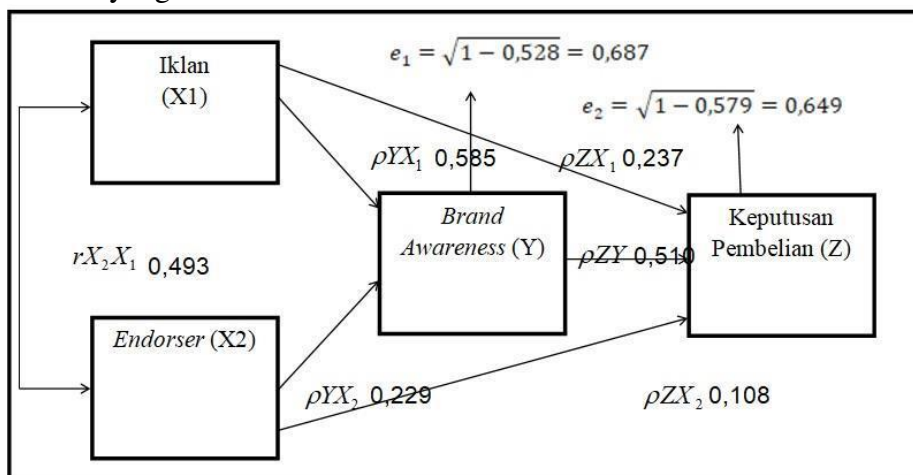 Iklan
(X1)
e₁ = √1 − 0,528 = 0,687
e₂ = √1 − 0,579 = 0,649
ρYX₁ 0,585
ρZX₁ 0,237
Brand
Awareness (Y)
Keputusan
Pembelian (Z)
rX₂X₁ 0,493
ρZY 0,510
Endorser (X2)
ρYX₂ 0,229
ρZX₂ 0,108